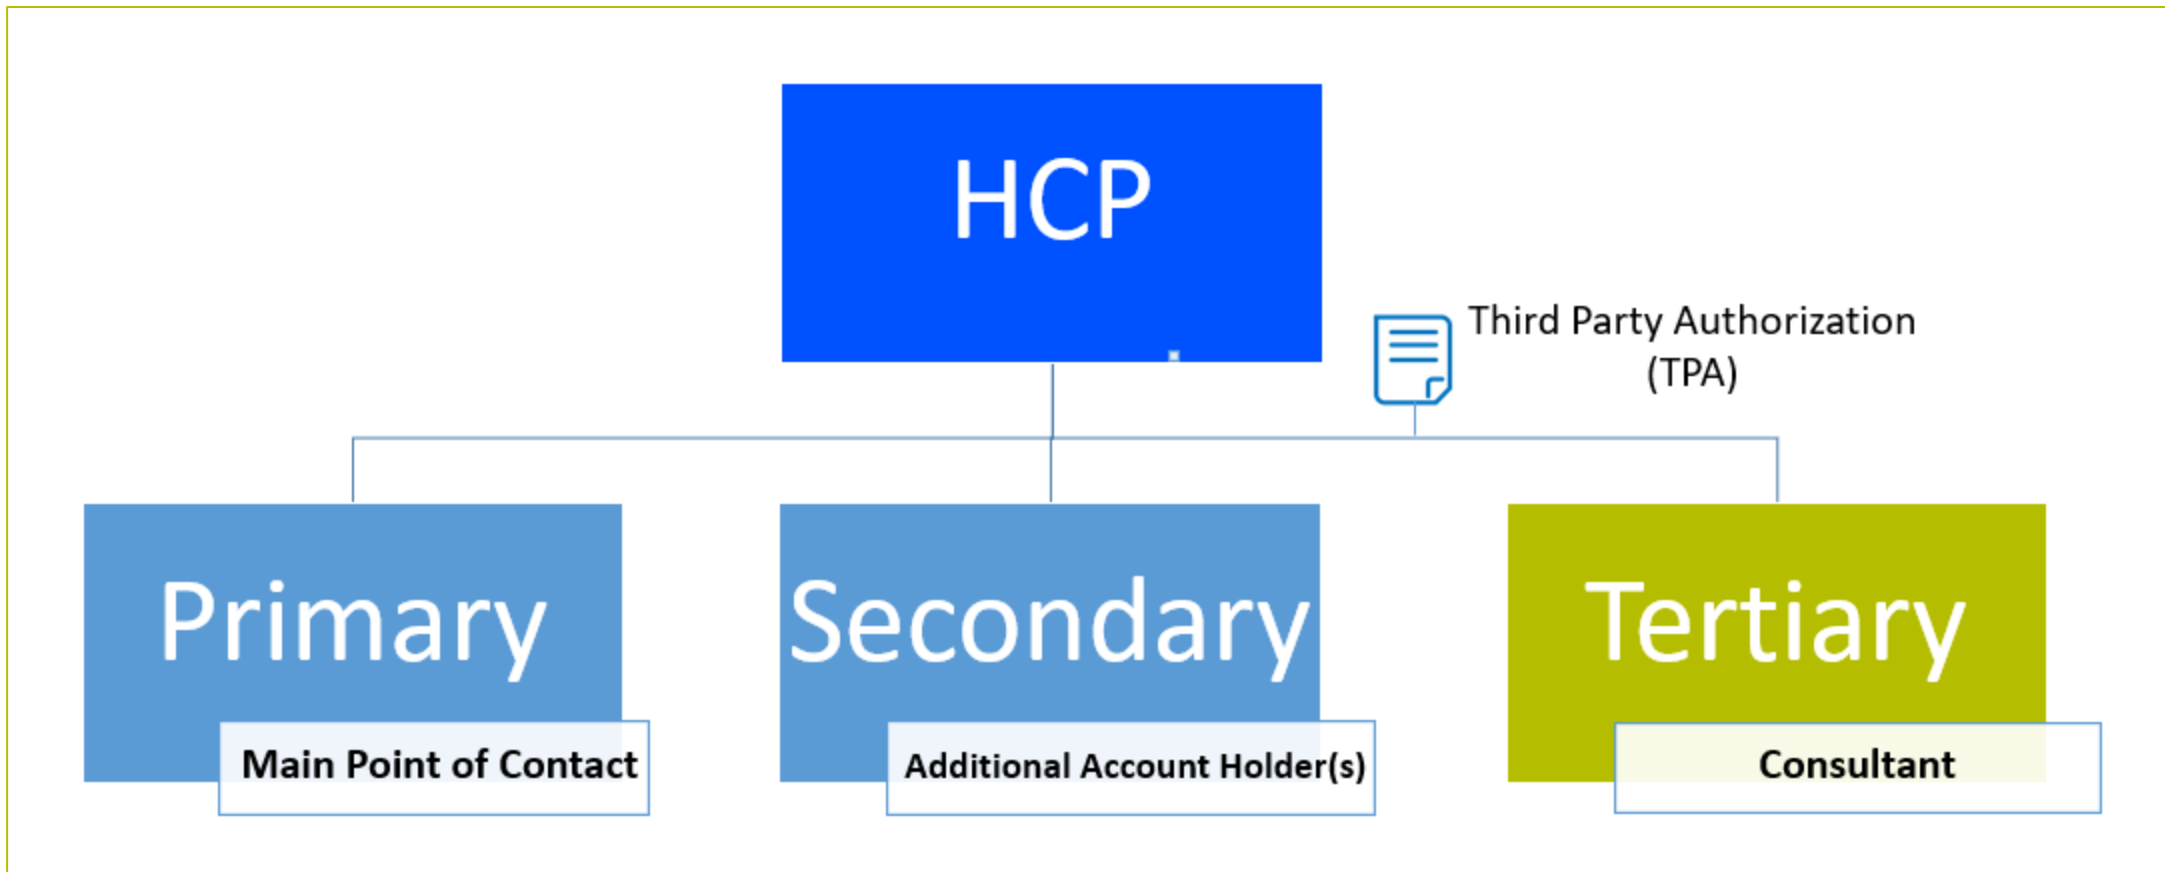 HCP
Third Party Authorization
(TPA)
Primary
Main Point of Contact
Secondary
Additional Account Holder(s)
Tertiary
Consultant